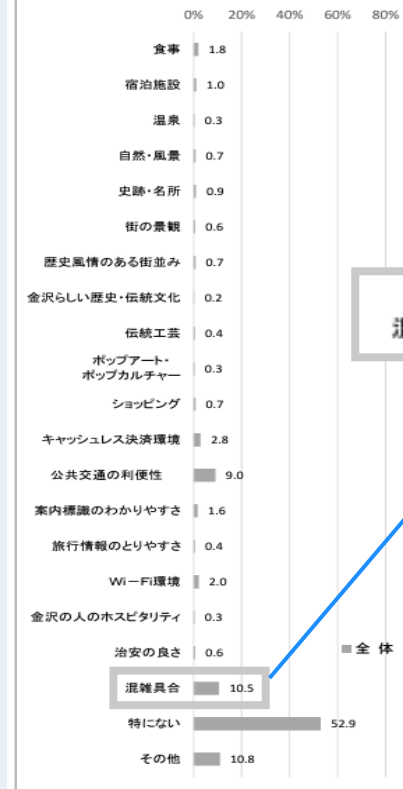 0% 20% 40% 60% 80%
食事 1.8
宿泊施設 1.0
温泉 0.3
自然・風景 0.7
史跡・名所 0.9
街の景観 0.6
歴史風情のある街並み 0.7
金沢らしい歴史・伝統文化 0.2
伝統工芸 0.4
ポップアート・
ポップカルチャー 0.3
ショッピング 0.7
キャッシュレス決済環境 2.8
公共交通の利便性 9.0
案内標識のわかりやすさ 1.6
旅行情報のとりやすさ 0.4
Wi－Fi環境 2.0
金沢の人のホスピタリティ 0.3
治安の良さ 0.6
全 体
混雑具合 10.5
特にない 52.9
その他 10.8